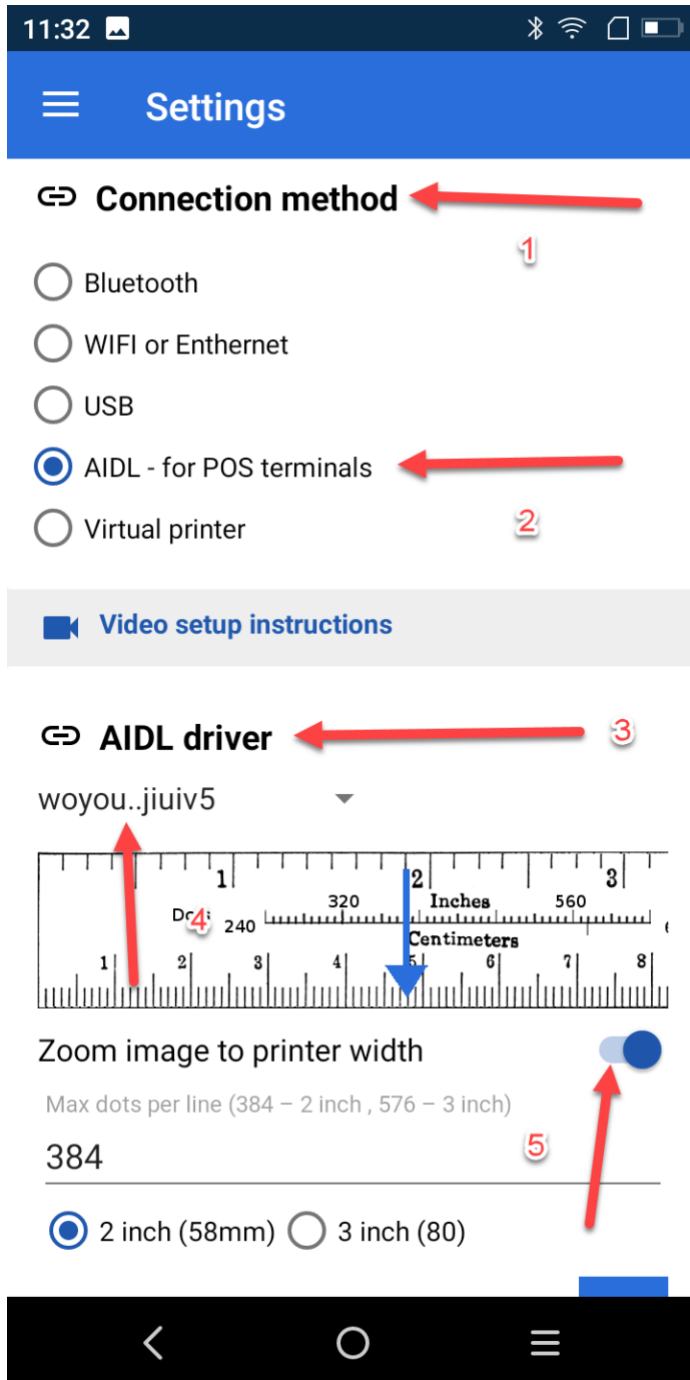 11:32
Settings
Connection method
1
Bluetooth
WIFI or Enthernet
USB
AIDL - for POS terminals
2
Virtual printer
Video setup instructions
AIDL driver
3
woyou..jiuiv5
1 2 3
320 Inches 560
4 240
Centimeters
1 2 3 4 5 6 7 8
Zoom image to printer width
Max dots per line (384 – 2 inch , 576 – 3 inch)
384
5
2 inch (58mm) 3 inch (80)